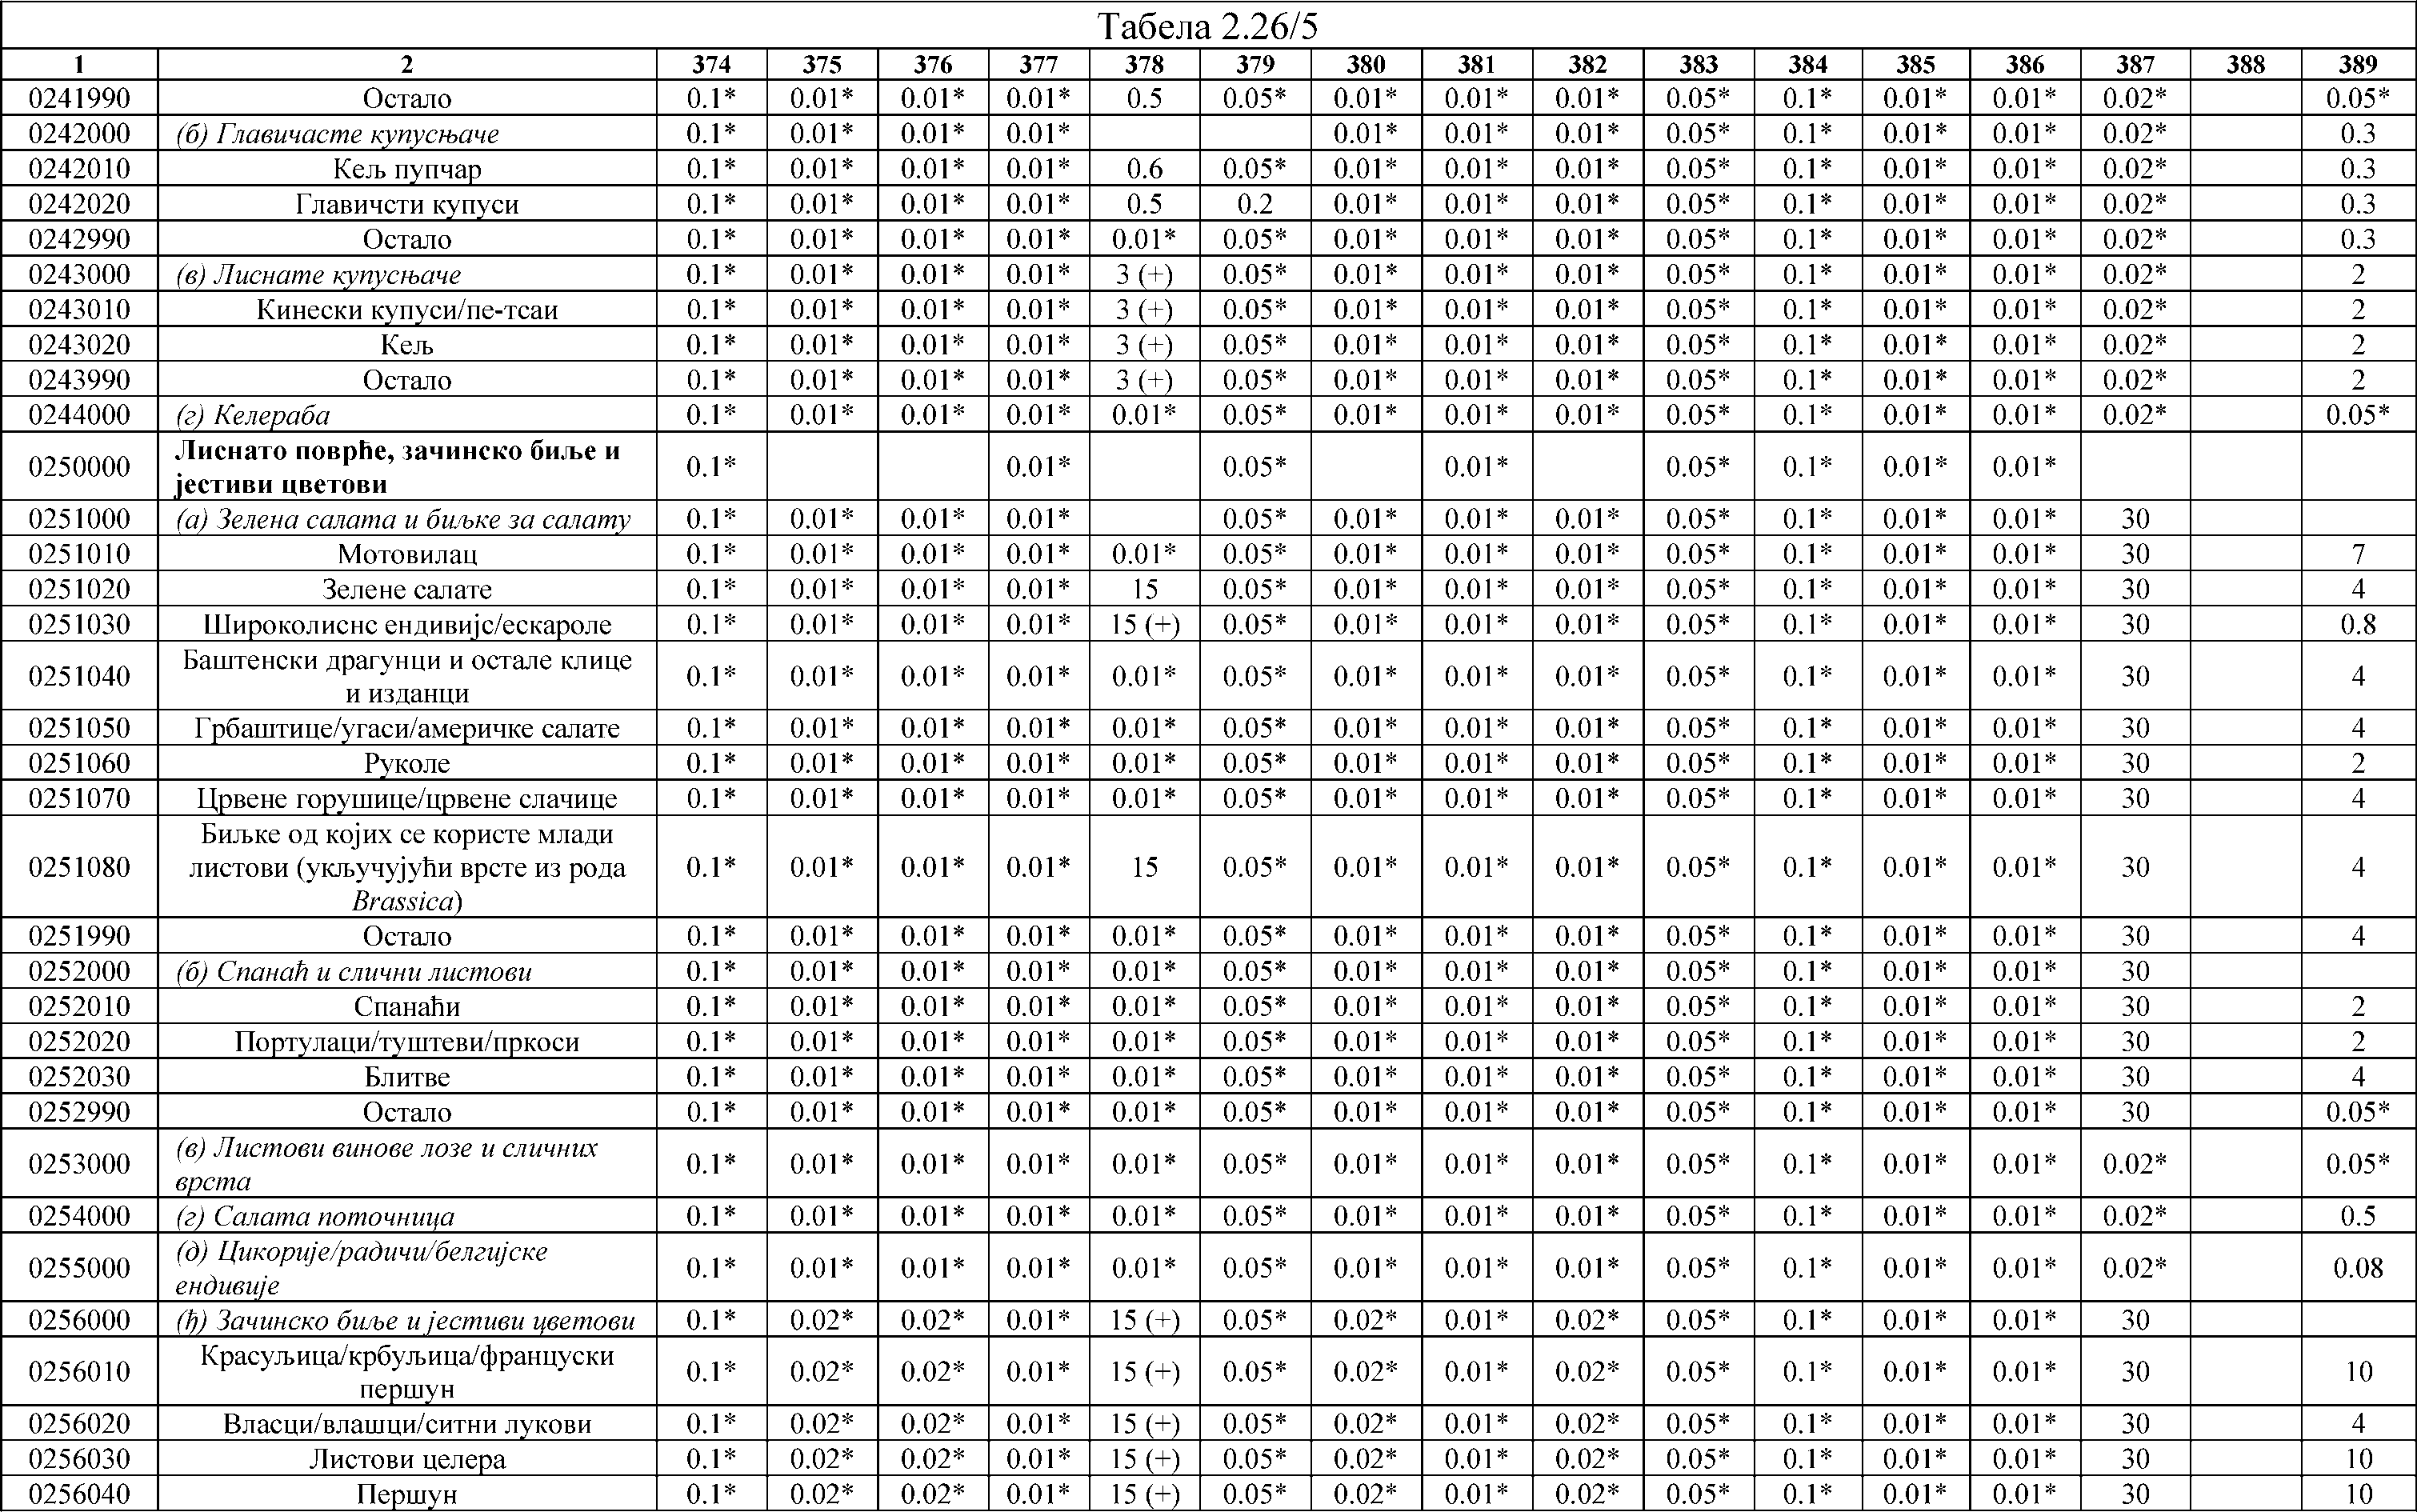 Табела 2.26/5
1 2 374 375 376 377 378 379 380 381 382 383 384 385 386 387 388 389
0241990 Остало 0.1* 0.01* 0.01* 0.01* 0.5 0.05* 0.01* 0.01* 0.01* 0.05* 0.1* 0.01* 0.01* 0.02* 0.05*
0242000 (б) Главичасте купусњаче 0.1* 0.01* 0.01* 0.01* 0.01* 0.01* 0.01* 0.05* 0.1* 0.01* 0.01* 0.02* 0.3
0242010 Кељ пупчар 0.1* 0.01* 0.01* 0.01* 0.6 0.05* 0.01* 0.01* 0.01* 0.05* 0.1* 0.01* 0.01* 0.02* 0.3
0242020 Главичсти купуси 0.1* 0.01* 0.01* 0.01* 0.5 0.2 0.01* 0.01* 0.01* 0.05* 0.1* 0.01* 0.01* 0.02* 0.3
0242990 Остало 0.1* 0.01* 0.01* 0.01* 0.01* 0.05* 0.01* 0.01* 0.01* 0.05* 0.1* 0.01* 0.01* 0.02* 0.3
0243000 (в) Лиснате купусњаче 0.1* 0.01* 0.01* 0.01* 3 (+) 0.05* 0.01* 0.01* 0.01* 0.05* 0.1* 0.01* 0.01* 0.02* 2
0243010 Кинески купуси/пе-тсаи 0.1* 0.01* 0.01* 0.01* 3 (+) 0.05* 0.01* 0.01* 0.01* 0.05* 0.1* 0.01* 0.01* 0.02* 2
0243020 Кељ 0.1* 0.01* 0.01* 0.01* 3 (+) 0.05* 0.01* 0.01* 0.01* 0.05* 0.1* 0.01* 0.01* 0.02* 2
0243990 Остало 0.1* 0.01* 0.01* 0.01* 3 (+) 0.05* 0.01* 0.01* 0.01* 0.05* 0.1* 0.01* 0.01* 0.02* 2
0244000 (г) Келераба 0.1* 0.01* 0.01* 0.01* 0.01* 0.05* 0.01* 0.01* 0.01* 0.05* 0.1* 0.01* 0.01* 0.02* 0.05*
0250000 Лиснато поврће, зачинско биље и
јестиви цветови 0.1* 0.01* 0.05* 0.01* 0.05* 0.1* 0.01* 0.01*
0251000 (а) Зелена салата и биљке за салату 0.1* 0.01* 0.01* 0.01* 0.05* 0.01* 0.01* 0.01* 0.05* 0.1* 0.01* 0.01* 30
0251010 Мотовилац 0.1* 0.01* 0.01* 0.01* 0.01* 0.05* 0.01* 0.01* 0.01* 0.05* 0.1* 0.01* 0.01* 30 7
0251020 Зелене салате 0.1* 0.01* 0.01* 0.01* 15 0.05* 0.01* 0.01* 0.01* 0.05* 0.1* 0.01* 0.01* 30 4
0251030 Широколиснс ендивијс/ескароле 0.1* 0.01* 0.01* 0.01* 15 (+) 0.05* 0.01* 0.01* 0.01* 0.05* 0.1* 0.01* 0.01* 30 0.8
0251040 Баштенски драгунци и остале клице
и изданци 0.1* 0.01* 0.01* 0.01* 0.01* 0.05* 0.01* 0.01* 0.01* 0.05* 0.1* 0.01* 0.01* 30 4
0251050 Грбаштице/угаси/америчке салате 0.1* 0.01* 0.01* 0.01* 0.01* 0.05* 0.01* 0.01* 0.01* 0.05* 0.1* 0.01* 0.01* 30 4
0251060 Руколе 0.1* 0.01* 0.01* 0.01* 0.01* 0.05* 0.01* 0.01* 0.01* 0.05* 0.1* 0.01* 0.01* 30 2
0251070 Црвене горушице/црвене слачице 0.1* 0.01* 0.01* 0.01* 0.01* 0.05* 0.01* 0.01* 0.01* 0.05* 0.1* 0.01* 0.01* 30 4
0251080 Биљке од којих се користе млади
листови (укључујући врсте из рода
Brassica) 0.1* 0.01* 0.01* 0.01* 15 0.05* 0.01* 0.01* 0.01* 0.05* 0.1* 0.01* 0.01* 30 4
0251990 Остало 0.1* 0.01* 0.01* 0.01* 0.01* 0.05* 0.01* 0.01* 0.01* 0.05* 0.1* 0.01* 0.01* 30 4
0252000 (б) Спанаћ и слични листови 0.1* 0.01* 0.01* 0.01* 0.01* 0.05* 0.01* 0.01* 0.01* 0.05* 0.1* 0.01* 0.01* 30
0252010 Спанаћи 0.1* 0.01* 0.01* 0.01* 0.01* 0.05* 0.01* 0.01* 0.01* 0.05* 0.1* 0.01* 0.01* 30 2
0252020 Портулаци/туштеви/пркоси 0.1* 0.01* 0.01* 0.01* 0.01* 0.05* 0.01* 0.01* 0.01* 0.05* 0.1* 0.01* 0.01* 30 2
0252030 Блитве 0.1* 0.01* 0.01* 0.01* 0.01* 0.05* 0.01* 0.01* 0.01* 0.05* 0.1* 0.01* 0.01* 30 4
0252990 Остало 0.1* 0.01* 0.01* 0.01* 0.01* 0.05* 0.01* 0.01* 0.01* 0.05* 0.1* 0.01* 0.01* 30 0.05*
0253000 (в) Листови винове лозе и сличних
врста 0.1* 0.01* 0.01* 0.01* 0.01* 0.05* 0.01* 0.01* 0.01* 0.05* 0.1* 0.01* 0.01* 0.02* 0.05*
0254000 (г) Салата поточница 0.1* 0.01* 0.01* 0.01* 0.01* 0.05* 0.01* 0.01* 0.01* 0.05* 0.1* 0.01* 0.01* 0.02* 0.5
0255000 (д) Цикорије/радичи/белгијске
ендивије 0.1* 0.01* 0.01* 0.01* 0.01* 0.05* 0.01* 0.01* 0.01* 0.05* 0.1* 0.01* 0.01* 0.02* 0.08
0256000 (ђ) Зачинско биље и јестиви цветови 0.1* 0.02* 0.02* 0.01* 15 (+) 0.05* 0.02* 0.01* 0.02* 0.05* 0.1* 0.01* 0.01* 30
0256010 Красуљица/крбуљица/француски
першун 0.1* 0.02* 0.02* 0.01* 15 (+) 0.05* 0.02* 0.01* 0.02* 0.05* 0.1* 0.01* 0.01* 30 10
0256020 Власци/влашци/ситни лукови 0.1* 0.02* 0.02* 0.01* 15 (+) 0.05* 0.02* 0.01* 0.02* 0.05* 0.1* 0.01* 0.01* 30 4
0256030 Листови целера 0.1* 0.02* 0.02* 0.01* 15 (+) 0.05* 0.02* 0.01* 0.02* 0.05* 0.1* 0.01* 0.01* 30 10
0256040 Першун 0.1* 0.02* 0.02* 0.01* 15 (+) 0.05* 0.02* 0.01* 0.02* 0.05* 0.1* 0.01* 0.01* 30 10